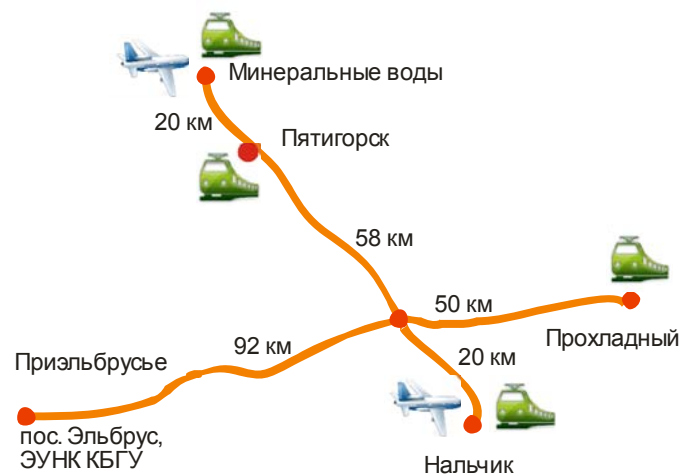 Минеральные воды
20 км
Пятигорск
58 км
50 км
Прохладный
92 км
20 км
Приэльбрусье
пос. Эльбрус,
ЭУНК КБГУ
Нальчик